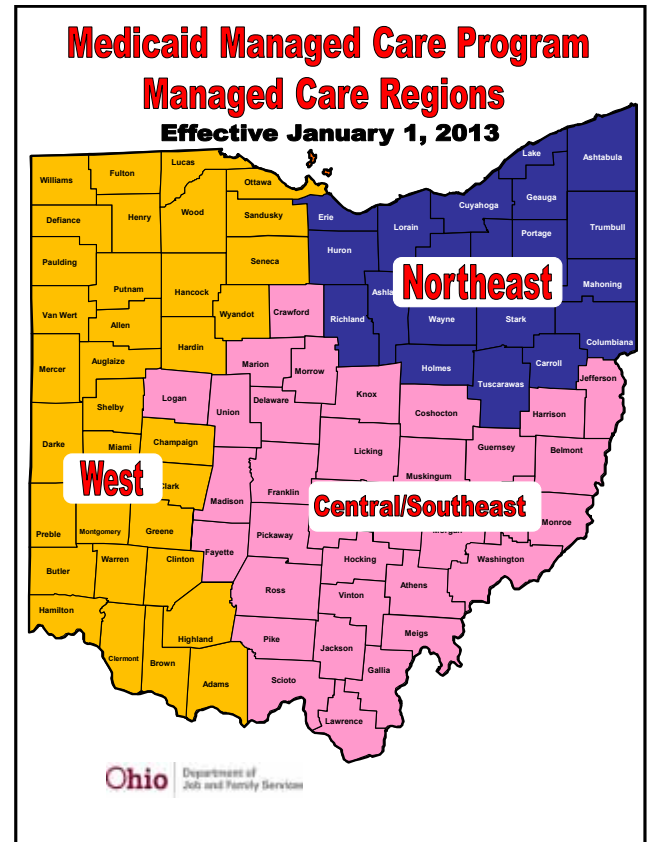 Medicaid Managed Care Program
Managed Care Regions
Effective January 1, 2013
Williams
Fulton
Lucas
Ottawa
Defiance
Henry
Wood
Sandusky
Erie
Lorain
Cuyahoga
Lake
Geauga
Ashtabula
Paulding
Seneca
Huron
Portage
Trumbull
Putnam
Hancock
Northeast
Mahoning
Van Wert
Allen
Wyandot
Crawford
Richland
Wayne
Stark
Columbiana
Mercer
Auglaize
Hardin
Marion
Morrow
Holmes
Carroll
Jefferson
Shelby
Logan
Union
Delaware
Knox
Coshocton
Tuscarawas
Harrison
Darke
Miami
Champaign
Licking
Guernsey
Belmont
West
Clark
Madison
Franklin
Muskingum
Central/Southeast
Preble
Montgomery
Greene
Fayette
Pickaway
Monroe
Butler
Warren
Clinton
Hocking
Washington
Hamilton
Ross
Vinton
Athens
Clermont
Brown
Highland
Pike
Jackson
Meigs
Adams
Scioto
Gallia
Lawrence
Ohio
Department of
Job and Family Services